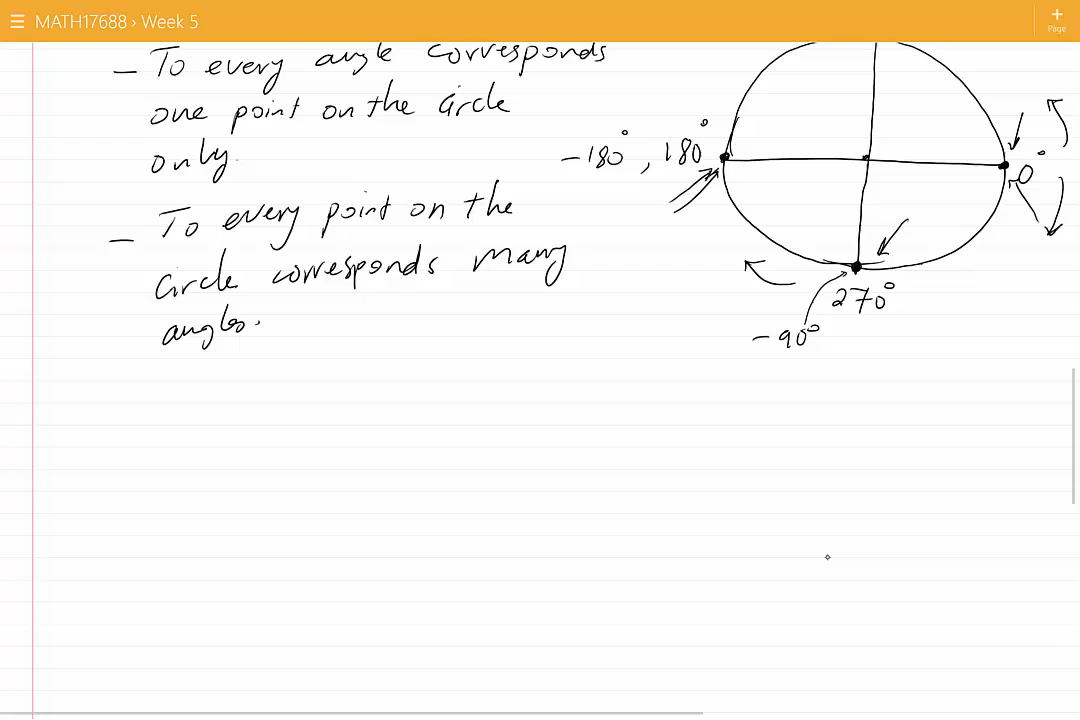 MATH17688 › Week 5
Page
- To every angle corresponds
one point on the circle
only.
-180°, 180°
0°
- To every point on the
circle corresponds many
angles.
270°
-90°